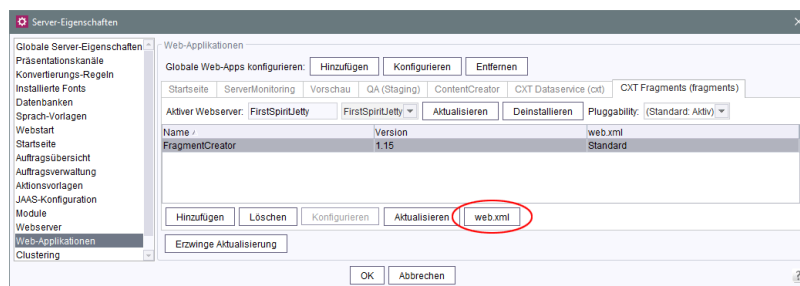 Server-Eigenschaften
Globale Server-Eigenschaften
Präsentationskanäle
Konvertierungs-Regeln
Installierte Fonts
Datenbanken
Sprach-Vorlagen
Webstart
Startseite
Auftragsübersicht
Auftragsverwaltung
Aktionsvorlagen
JAAS-Konfiguration
Module
Webserver
Web-Applikationen
Clustering
Web-Applikationen
Globale Web-Apps konfigurieren: Hinzufügen Konfigurieren Entfernen
Startseite ServerMonitoring Vorschau QA (Staging) ContentCreator CXT Dataservice (cxt) CXT Fragments (fragments)
Aktiver Webserver: FirstSpiritJetty FirstSpiritJetty Aktualisieren Deinstallieren Pluggability: (Standard: Aktiv)
Name Version web.xml
FragmentCreator 1.15 Standard
Hinzufügen Löschen Konfigurieren Aktualisieren web.xml
Erzwinge Aktualisierung
OK Abbrechen